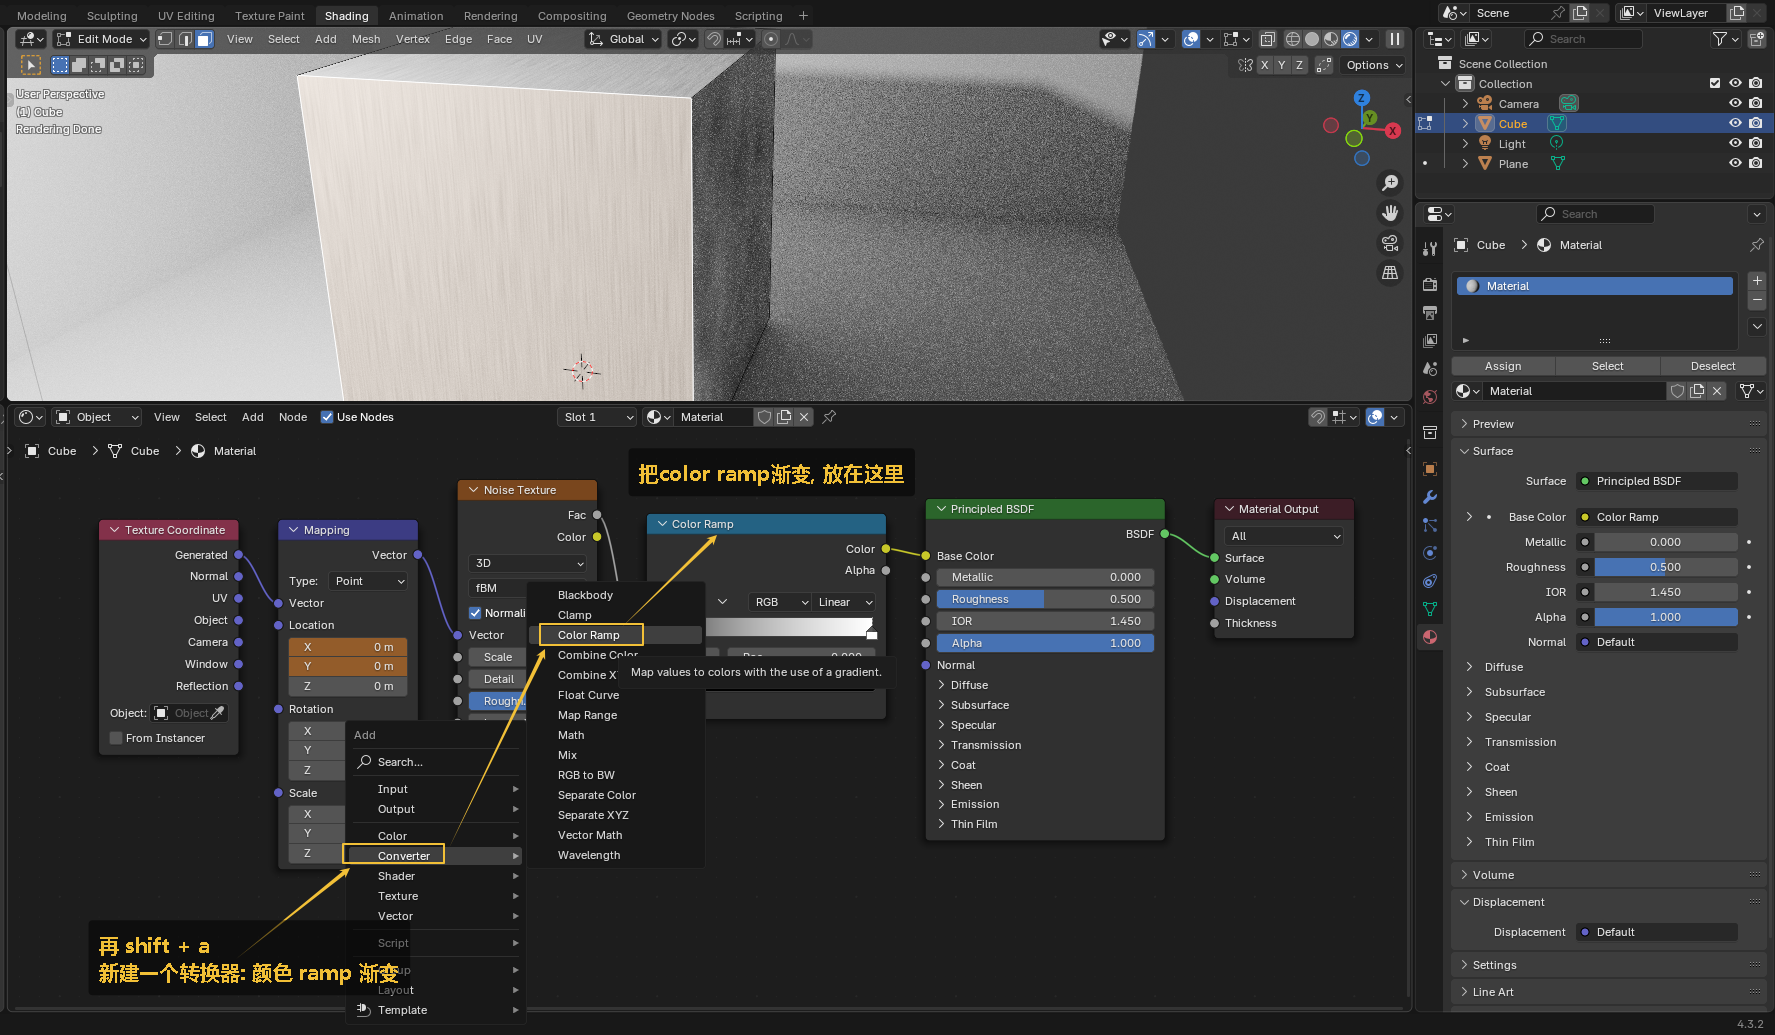 Modeling Sculpting UV Editing Texture Paint Shading Animation Rendering Compositing Geometry Nodes Scripting + Scene ViewLayer
Edit Mode View Select Add Mesh Vertex Edge Face UV Global Search
X Y Z Options
User Perspective
(1) Cube
Rendering Done
Z
Y
X
Scene Collection
Collection
Camera
Cube
Light
Plane
Search
Cube > Material
Material
Assign Select Deselect
Material
Preview
Surface
Surface Principled BSDF
Base Color Color Ramp
Metallic 0.000
Roughness 0.500
IOR 1.450
Alpha 1.000
Normal Default
Diffuse
Subsurface
Specular
Transmission
Coat
Sheen
Emission
Thin Film
Volume
Displacement
Displacement Default
Settings
Line Art
4.3.2
Object View Select Add Node Use Nodes Slot 1 Material
Cube > Cube > Material
把color ramp渐变, 放在这里
Texture Coordinate
Generated
Normal
UV
Object
Camera
Window
Reflection
Object: Object
From Instancer
Mapping
Vector
Type: Point
Vector
Location
X 0 m
Y 0 m
Z 0 m
Rotation
X
Y
Z
Scale
X
Y
Z
Noise Texture
Fac
Color
3D
fBM
Normali
Vector
Scale
Detail
Rough
Color Ramp
Color
Alpha
RGB Linear
Pos 0.000
Principled BSDF
BSDF
Base Color
Metallic 0.000
Roughness 0.500
IOR 1.450
Alpha 1.000
Normal
Diffuse
Subsurface
Specular
Transmission
Coat
Sheen
Emission
Thin Film
Material Output
All
Surface
Volume
Displacement
Thickness
Add
Search...
Input
Output
Color
Converter
Shader
Texture
Vector
Script
Layout
Template
Blackbody
Clamp
Color Ramp
Combine Color
Combine X
Float Curve
Map Range
Math
Mix
RGB to BW
Separate Color
Separate XYZ
Vector Math
Wavelength
Map values to colors with the use of a gradient.
再 shift + a
新建一个转换器: 颜色 ramp 渐变